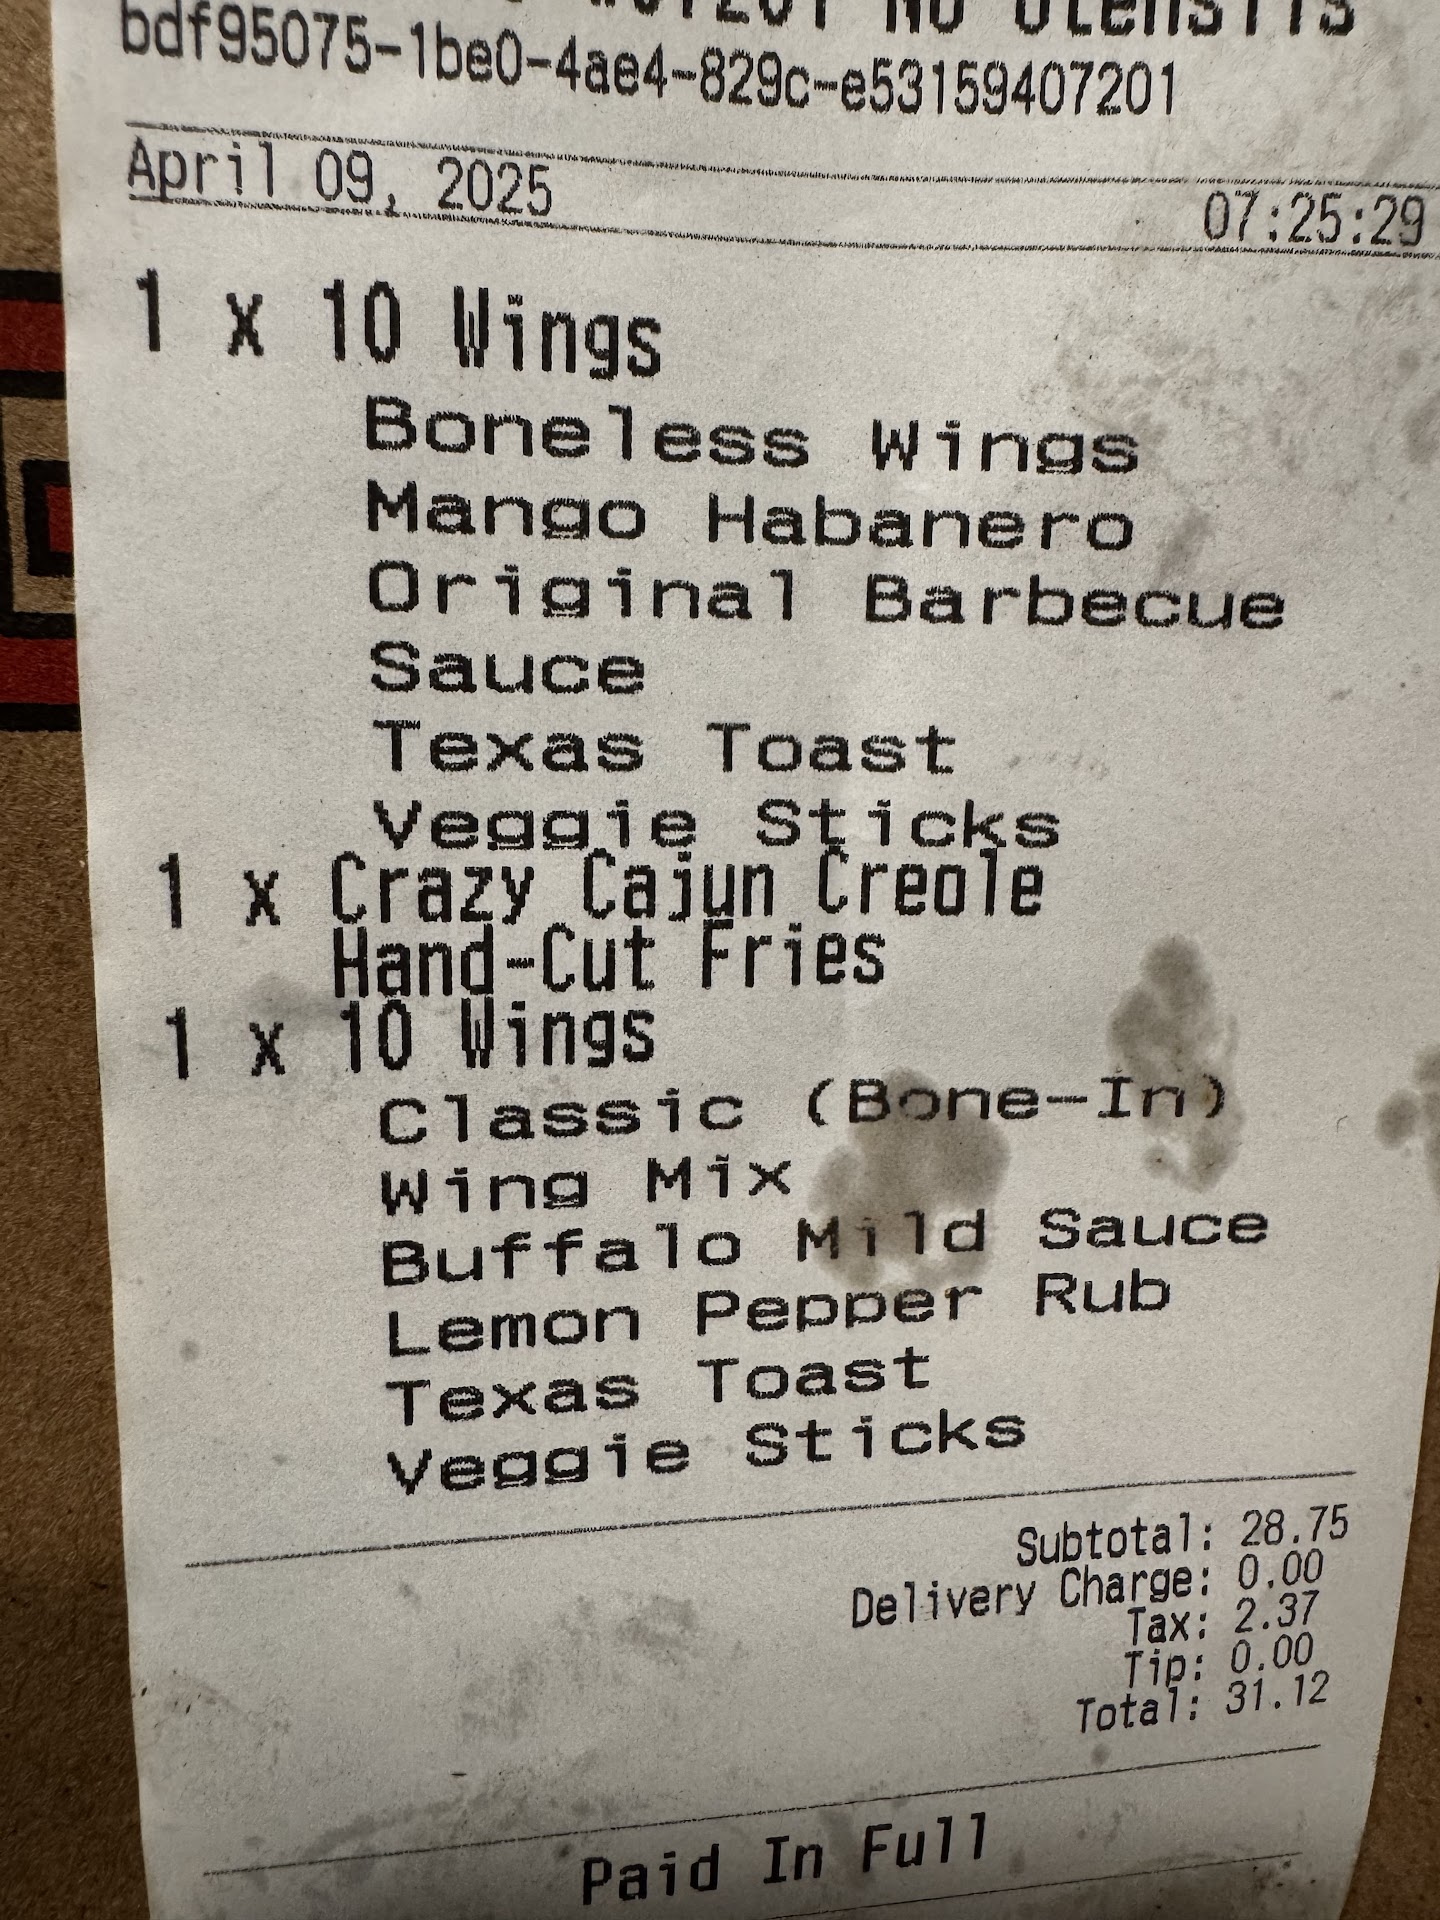 No Utensils
bdf95075-1be0-4ae4-829c-e53159407201
April 09, 2025 07:25:29
1 x 10 Wings
Boneless Wings
Mango Habanero
Original Barbecue
Sauce
Texas Toast
Veggie Sticks
1 x Crazy Cajun Creole
Hand-Cut Fries
1 x 10 Wings
Classic (Bone-In)
Wing Mix
Buffalo Mild Sauce
Lemon Pepper Rub
Texas Toast
Veggie Sticks
Subtotal: 28.75
Delivery Charge: 0.00
Tax: 2.37
Tip: 0.00
Total: 31.12
Paid In Full